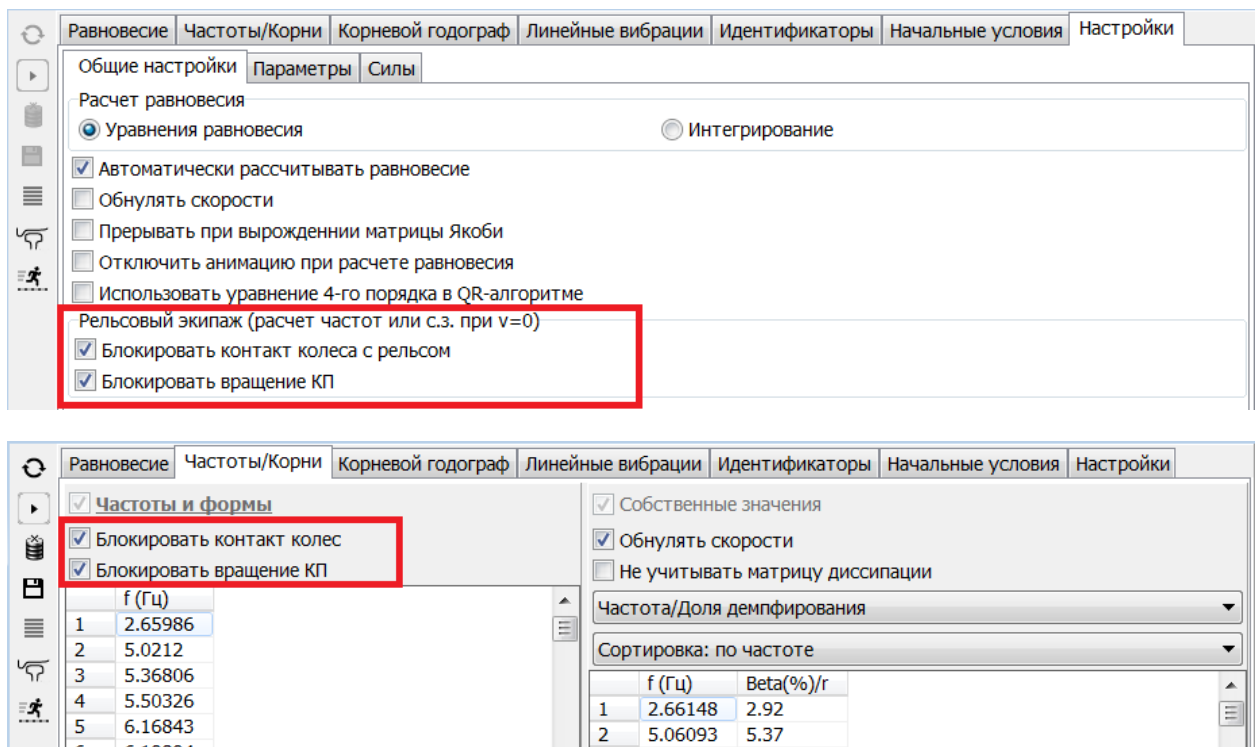 Равновесие Частоты/Корни Корневой годограф Линейные вибрации Идентификаторы Начальные условия Настройки
Общие настройки Параметры Силы
Расчет равновесия
Уравнения равновесия Интегрирование
Автоматически рассчитывать равновесие
Обнулять скорости
Прерывать при вырожденнии матрицы Якоби
Отключить анимацию при расчете равновесия
Использовать уравнение 4-го порядка в QR-алгоритме
Рельсовый экипаж (расчет частот или с.з. при v=0)
Блокировать контакт колеса с рельсом
Блокировать вращение КП
Равновесие Частоты/Корни Корневой годограф Линейные вибрации Идентификаторы Начальные условия Настройки
Частоты и формы Собственные значения
Блокировать контакт колес Обнулять скорости
Блокировать вращение КП Не учитывать матрицу диссипации
f (Гц) Частота/Доля демпфирования
1 2.65986
2 5.0212 Сортировка: по частоте
3 5.36806
4 5.50326 f (Гц) Beta(%)/r
5 6.16843 1 2.66148 2.92
2 5.06093 5.37